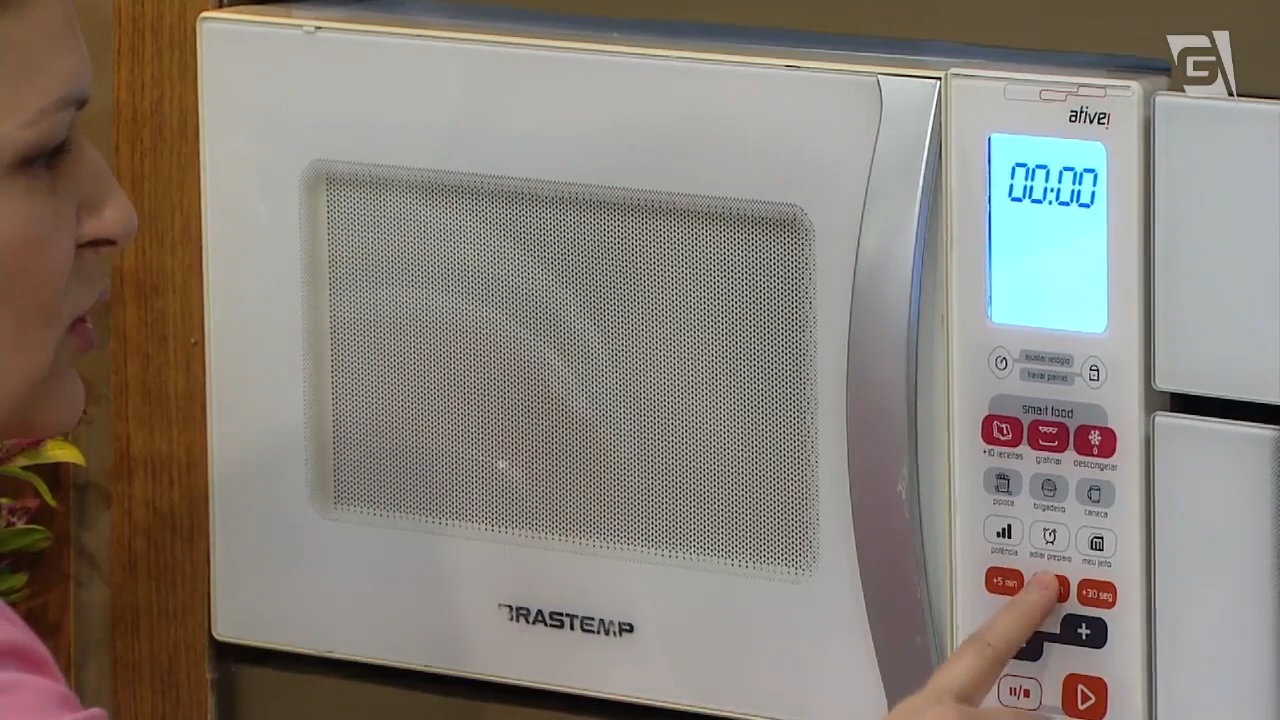 G
ative!
00:00
ajustar relógio
travar painel
smart food
+10 receitas
gratinar
descongelar
pipoca
brigadeiro
caneca
potência
adiar preparo
meu jeito
+5 min
+30 seg
+
BRASTEMP